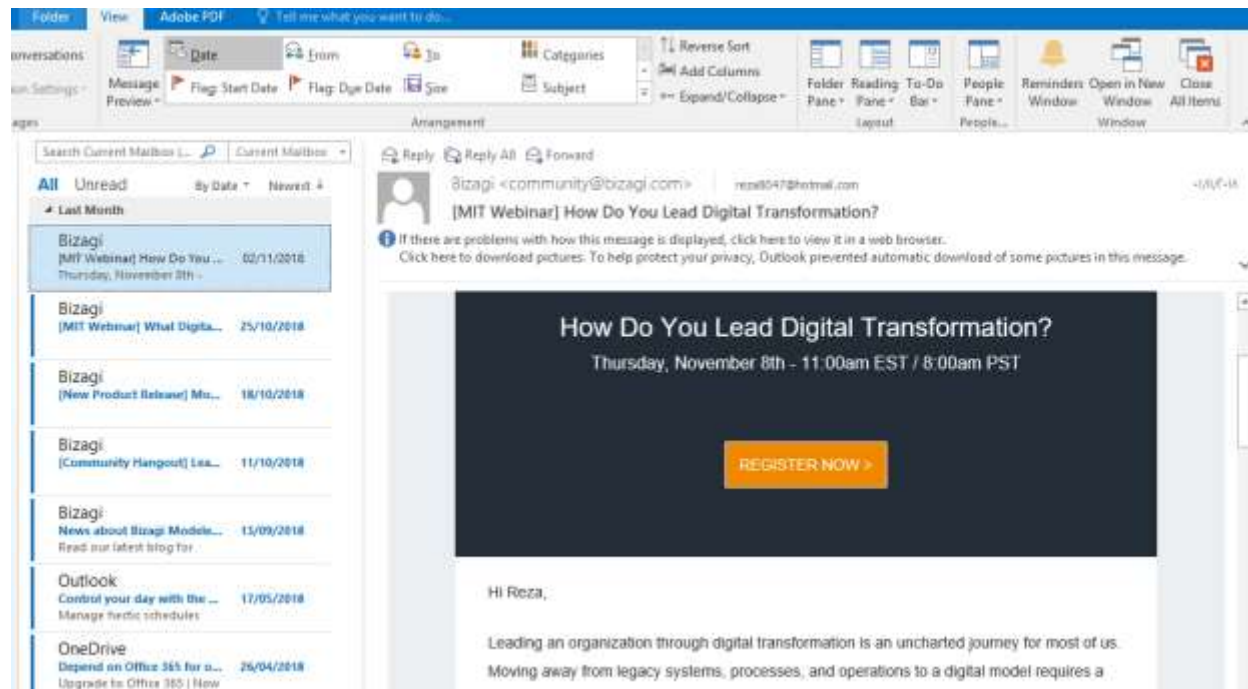 Folder View Adobe PDF Tell me what you want to do...
onversations
Message Preview
Date From To Categories
Flag: Start Date Flag: Due Date Size Subject
Reverse Sort
Add Columns
Expand/Collapse
Folder Pane Reading Pane To-Do Bar People Pane Reminders Window Open in New Window Close All Items
Arrangement Layout People... Window
Search Current Mailbox Current Mailbox
All Unread By Date Newest
Last Month
Bizagi
[MIT Webinar] How Do You ... 02/11/2018
Thursday, November 8th -
Bizagi
[MIT Webinar] What Digita... 25/10/2018
Bizagi
[New Product Release] Mo... 18/10/2018
Bizagi
[Community Hangout] Lea... 11/10/2018
Bizagi
News about Bizagi Modele... 13/09/2018
Read our latest blog for
Outlook
Control your day with the ... 17/05/2018
Manage hectic schedules
OneDrive
Depend on Office 365 for o... 26/04/2018
Upgrade to Office 365 | Now
Reply Reply All Forward
Bizagi <community@bizagi.com>
[MIT Webinar] How Do You Lead Digital Transformation?
If there are problems with how this message is displayed, click here to view it in a web browser.
Click here to download pictures. To help protect your privacy, Outlook prevented automatic download of some pictures in this message.
How Do You Lead Digital Transformation?
Thursday, November 8th - 11:00am EST / 8:00am PST
REGISTER NOW >
Hi Reza,
Leading an organization through digital transformation is an uncharted journey for most of us.
Moving away from legacy systems, processes, and operations to a digital model requires a